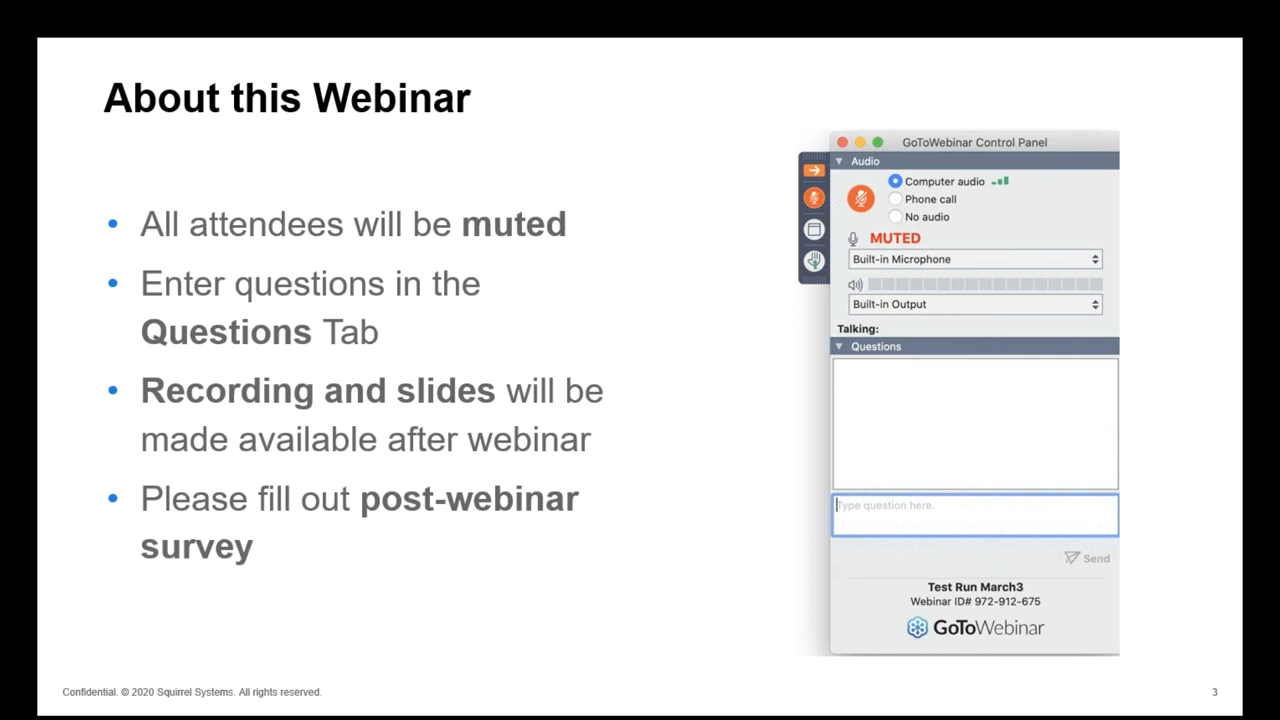 About this Webinar
• All attendees will be muted
• Enter questions in the
Questions Tab
• Recording and slides will be
made available after webinar
• Please fill out post-webinar
survey
GoToWebinar Control Panel
Audio
Computer audio
Phone call
No audio
MUTED
Built-in Microphone
Built-in Output
Talking:
Questions
Type question here.
Send
Test Run March3
Webinar ID# 972-912-675
GoToWebinar
Confidential. © 2020 Squirrel Systems. All rights reserved.
3